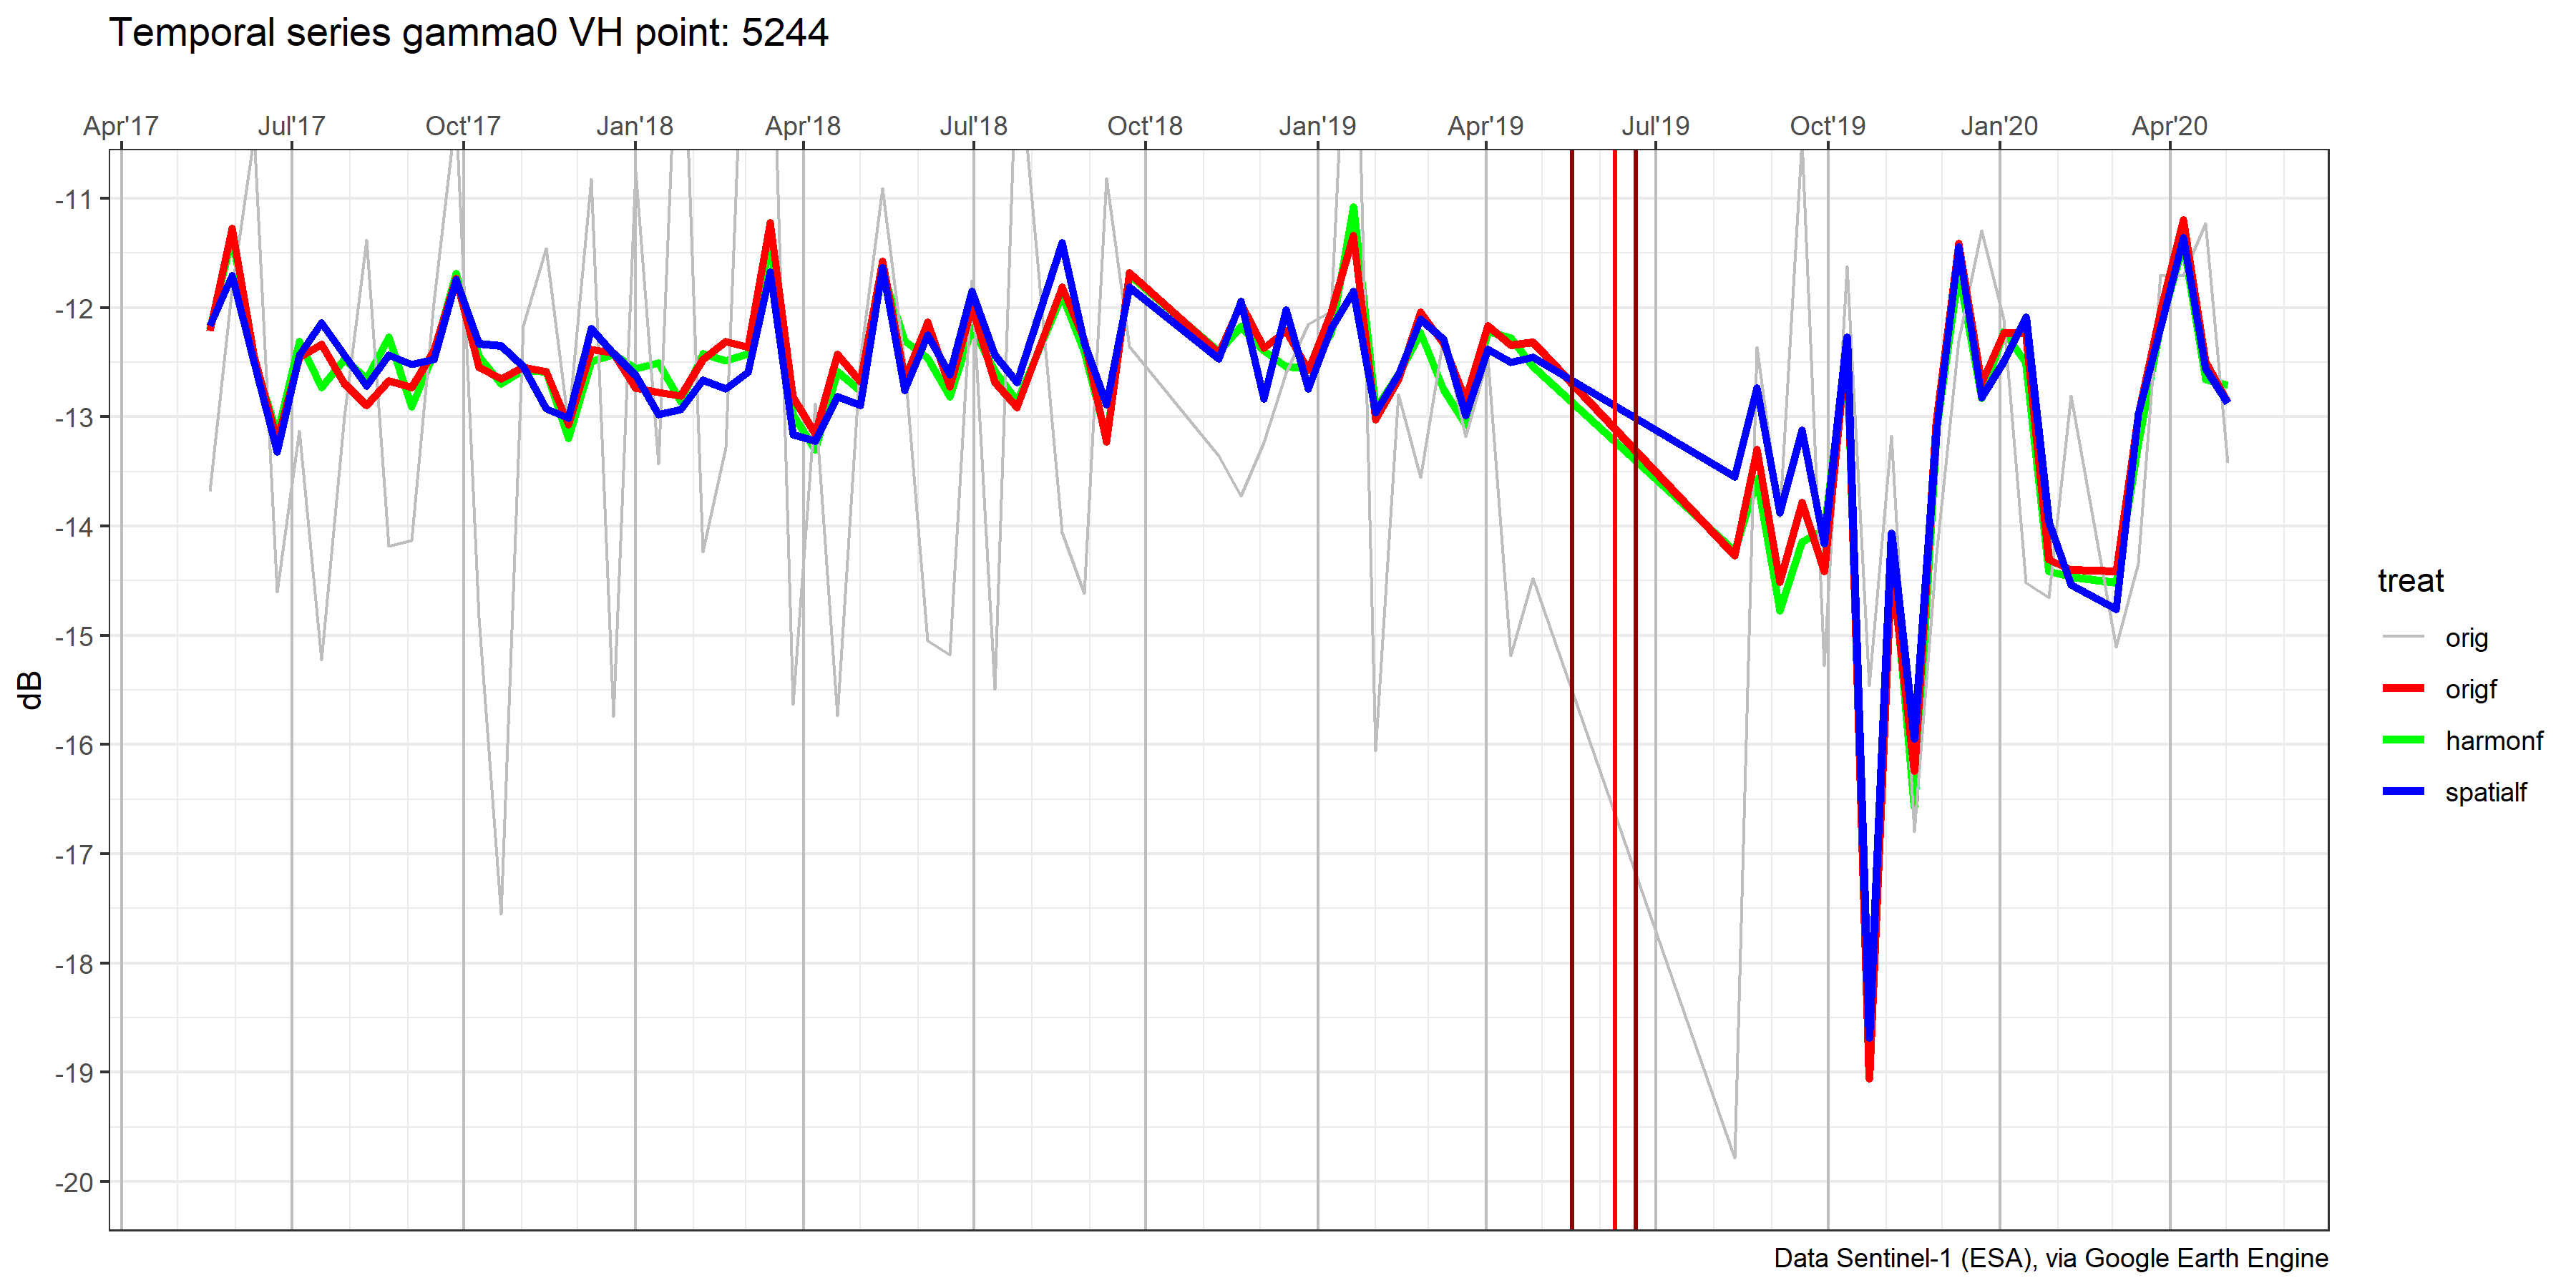 Temporal series gamma0 VH point: 5244
Apr'17 Jul'17 Oct'17 Jan'18 Apr'18 Jul'18 Oct'18 Jan'19 Apr'19 Jul'19 Oct'19 Jan'20 Apr'20
-11
-12
-13
-14
-15
-16
-17
-18
-19
-20
dB
treat
orig
origf
harmonf
spatialf
Data Sentinel-1 (ESA), via Google Earth Engine